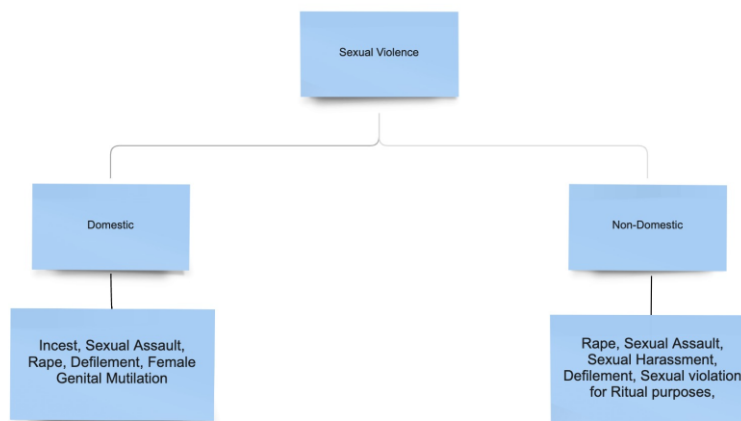 Sexual Violence
Domestic
Non-Domestic
Incest, Sexual Assault,
Rape, Defilement, Female
Genital Mutilation
Rape, Sexual Assault,
Sexual Harassment,
Defilement, Sexual violation
for Ritual purposes,